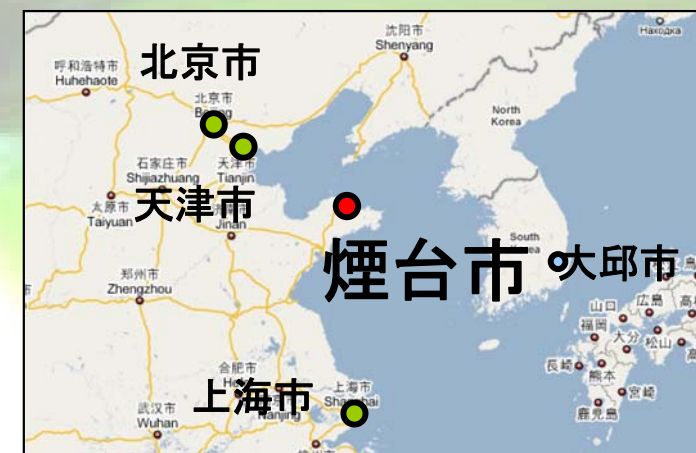 沈阳市
Shenyang
Находка
呼和浩特市
Huhehaote
北京市
北京市
North
Korea
石家庄市
Shijiazhuang
天津市
Tianjin
天津市
太原市
Taiyuan
Jinan
煙台市
South
大邱市
郑州市
Zhengzhou
山口
広島
福岡
大分
松山
長崎
熊本
宮崎
鹿児島
合肥市
上海市
上海市
Shanghai
Nanjing
武汉市
Wuhan